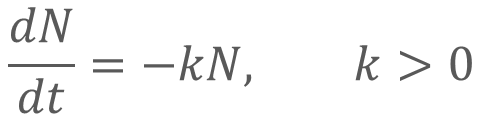 dN/dt = −kN, k > 0